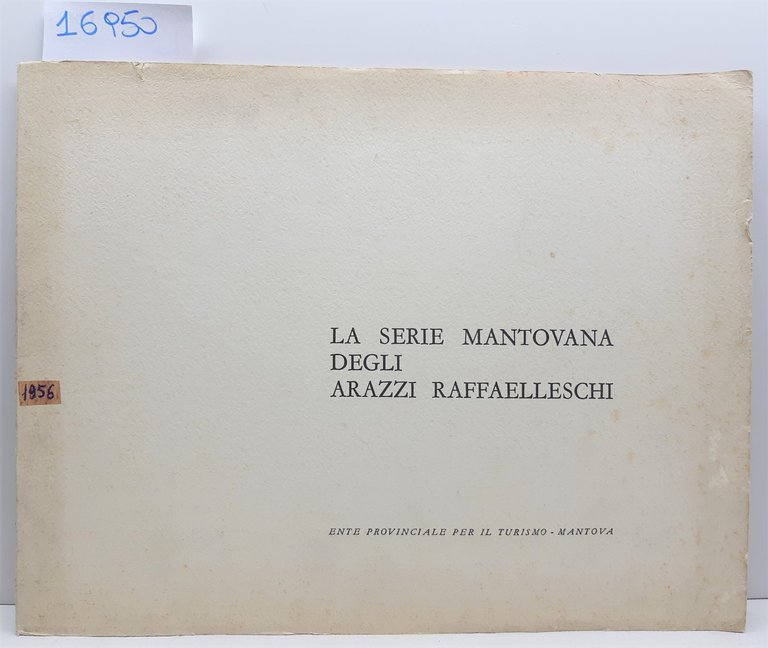 16950
LA SERIE MANTOVANA
DEGLI
ARAZZI RAFFAELLESCHI
1956
ENTE PROVINCIALE PER IL TURISMO - MANTOVA